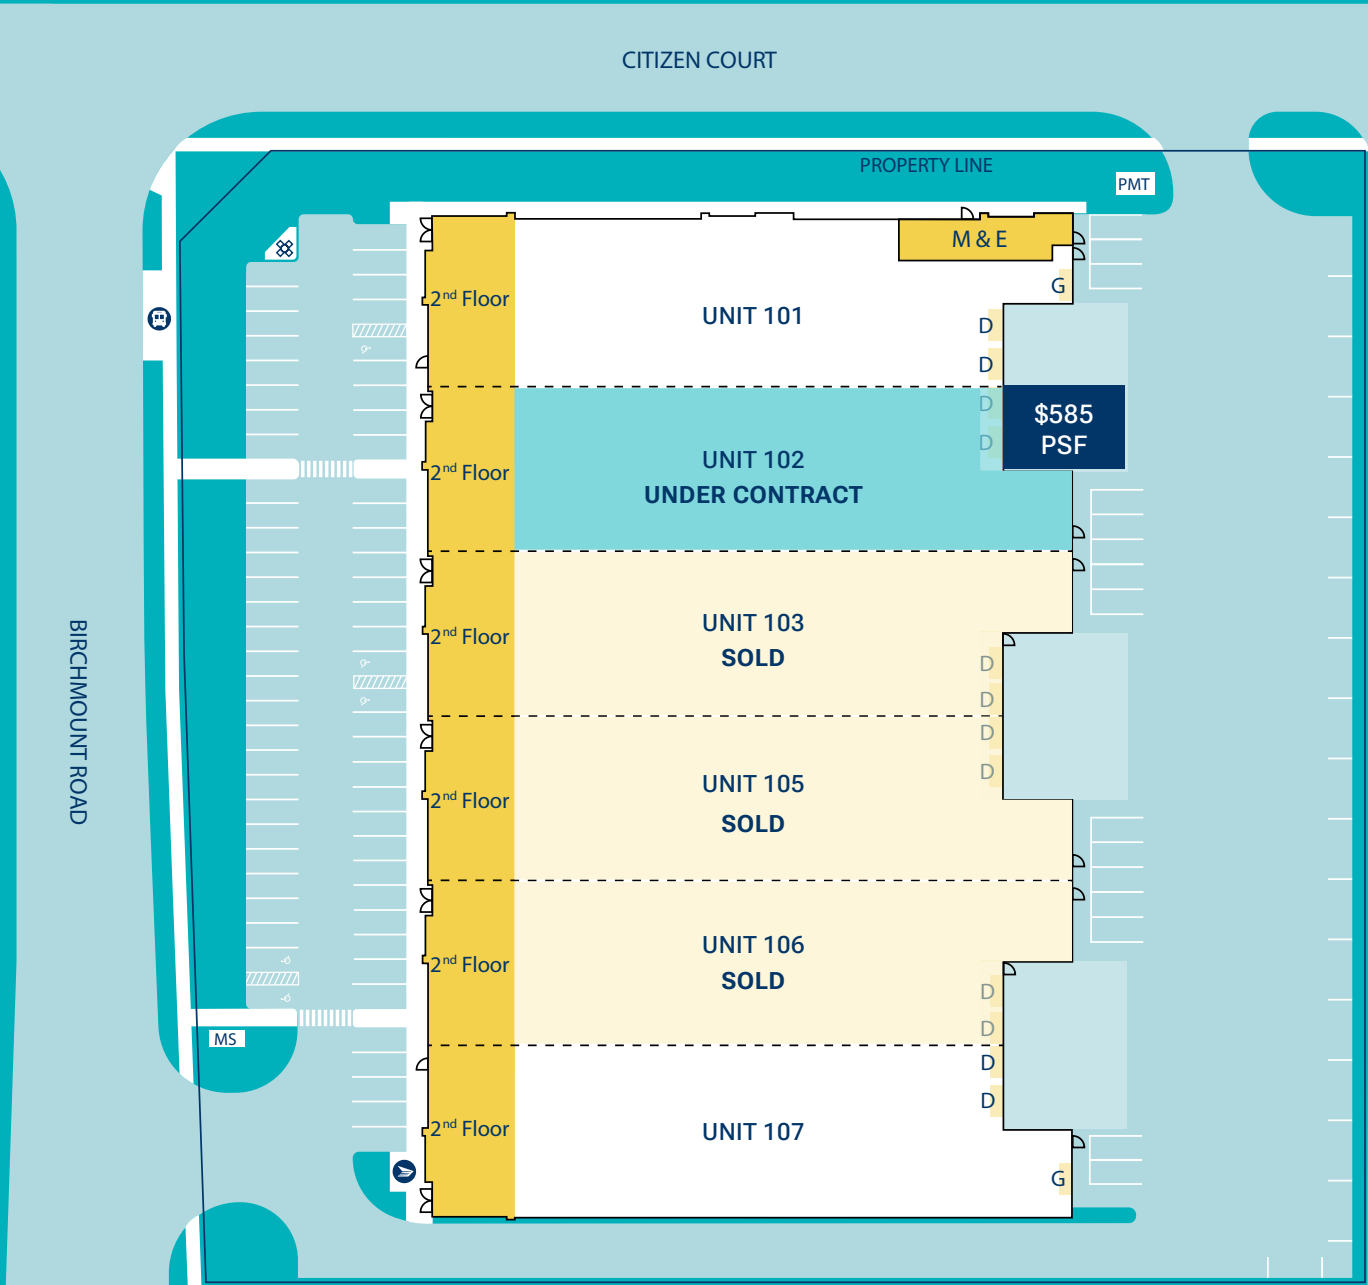 CITIZEN COURT
PROPERTY LINE
PMT
M & E
2nd Floor
G
UNIT 101
D
D
2nd Floor
D
D
$585
PSF
UNIT 102
UNDER CONTRACT
2nd Floor
UNIT 103
SOLD
D
D
BIRCHMOUNT ROAD
2nd Floor
D
D
UNIT 105
SOLD
2nd Floor
UNIT 106
SOLD
D
D
MS
D
D
2nd Floor
UNIT 107
G